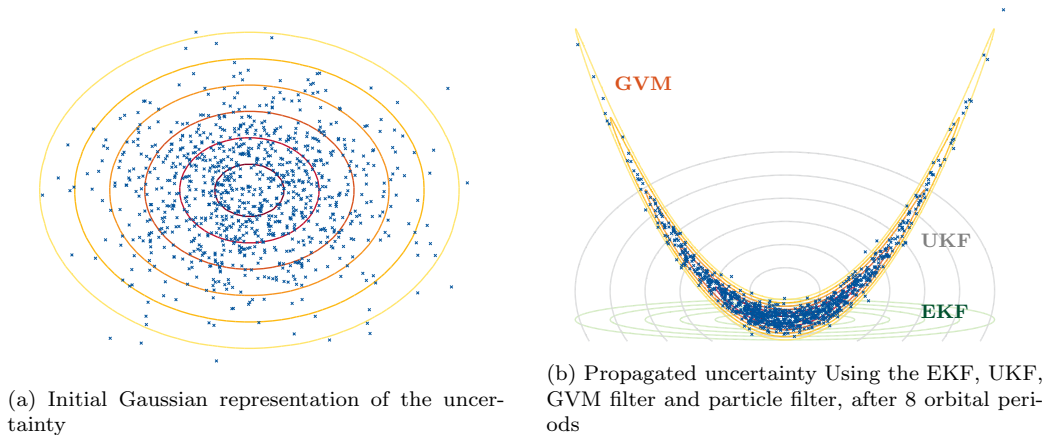 GVM
UKF
EKF
(a) Initial Gaussian representation of the uncer-
tainty
(b) Propagated uncertainty Using the EKF, UKF,
GVM filter and particle filter, after 8 orbital peri-
ods